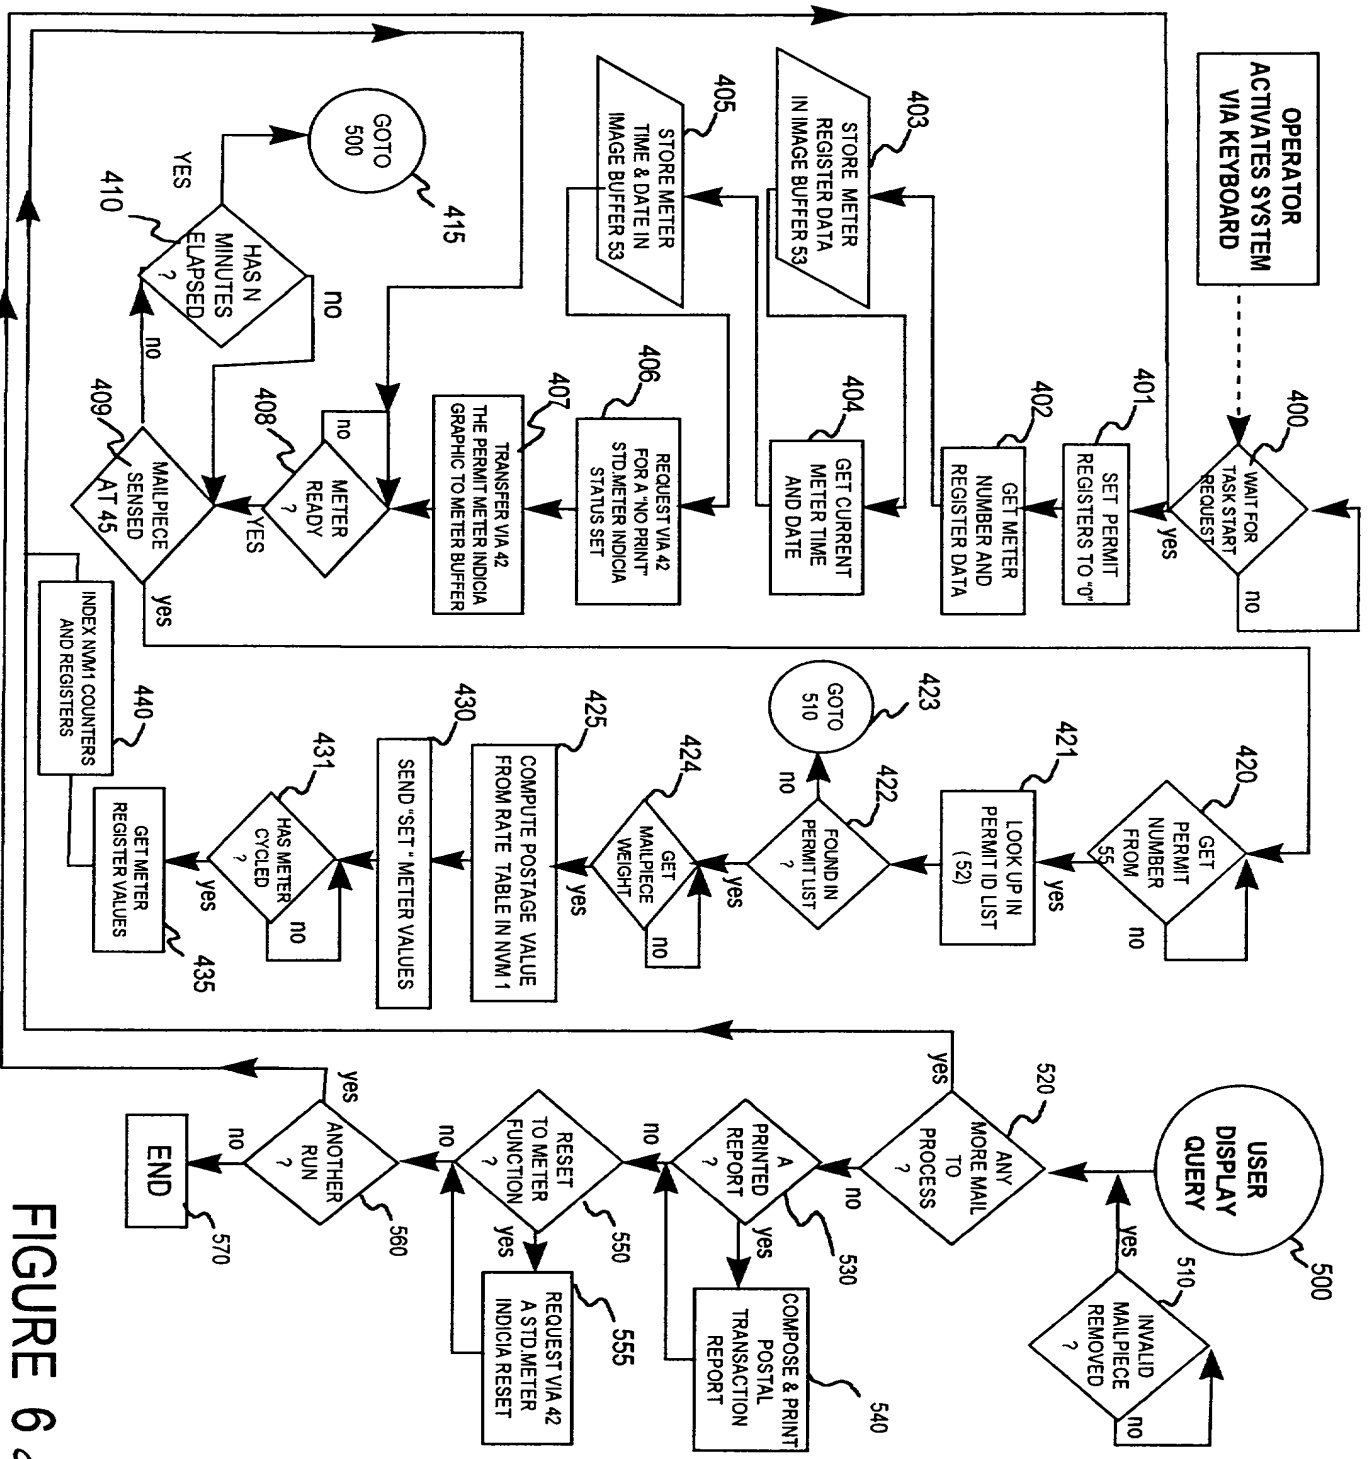 OPERATOR
ACTIVATES SYSTEM
VIA KEYBOARD
400
WAIT FOR
TASK START
REQUEST
no
yes
401
SET PERMIT
REGISTERS TO "0"
402
GET METER
NUMBER AND
REGISTER DATA
403
STORE METER
REGISTER DATA
IN IMAGE BUFFER 53
404
GET CURRENT
METER TIME
AND DATE
405
STORE METER
TIME & DATE IN
IMAGE BUFFER 53
406
REQUEST VIA 42
FOR A "NO PRINT"
STD.METER INDICIA
STATUS SET
407
TRANSFER VIA 42
THE PERMIT METER INDICIA
GRAPHIC TO METER BUFFER
408
METER
READY
?
no
YES
409
MAILPIECE
SENSED
AT 45
no
yes
410
HAS N
MINUTES
ELAPSED
?
no
YES
GOTO
500
415
420
GET
PERMIT
NUMBER
FROM
55
no
yes
421
LOOK UP IN
PERMIT ID LIST
( 52)
422
FOUND IN
PERMIT LIST
?
no
yes
423
GOTO
510
424
GET
MAILPIECE
WEIGHT
no
yes
425
COMPUTE POSTAGE VALUE
FROM RATE TABLE IN NVM 1
430
SEND "SET" METER VALUES
431
HAS METER
CYCLED
?
no
yes
435
GET METER
REGISTER VALUES
440
INDEX NVM1 COUNTERS
AND REGISTERS
USER
DISPLAY
QUERY
500
510
INVALID
MAILPIECE
REMOVED
?
no
yes
520
ANY
MORE MAIL
TO
PROCESS
?
yes
no
530
A
PRINTED
REPORT
?
yes
no
540
COMPOSE & PRINT
POSTAL
TRANSACTION
REPORT
550
RESET
TO METER
FUNCTION
?
yes
no
555
REQUEST VIA 42
A STD.METER
INDICIA RESET
560
ANOTHER
RUN
?
yes
no
570
END
FIGURE 6